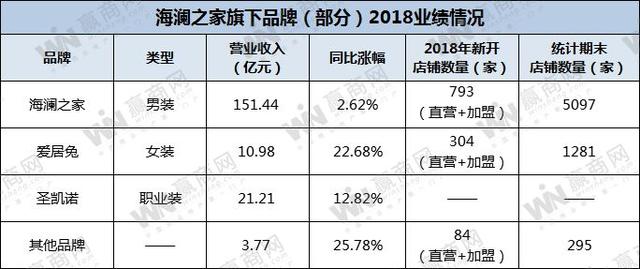 海澜之家旗下品牌（部分）2018业绩情况
品牌 类型 营业收入（亿元） 同比涨幅 2018年新开店铺数量（家） 统计期末店铺数量（家）
海澜之家 男装 151.44 2.62% 793（直营+加盟） 5097
爱居兔 女装 10.98 22.68% 304（直营+加盟） 1281
圣凯诺 职业装 21.21 12.82% —— ——
其他品牌 —— 3.77 25.78% 84（直营+加盟） 295
WIN 赢商网